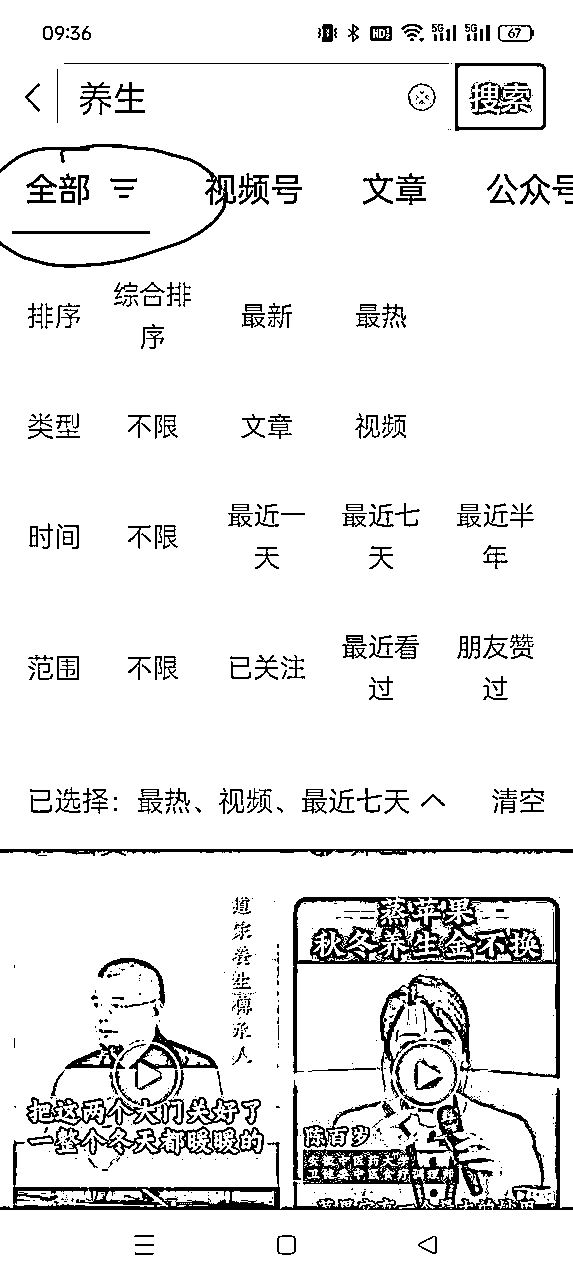 09:36
HD
5G
5G
67
养生
搜索
全部
视频号
文章
公众号
排序
综合排序
最新
最热
类型
不限
文章
视频
时间
不限
最近一天
最近七天
最近半年
范围
不限
已关注
最近看过
朋友赞过
已选择：最热、视频、最近七天
清空
道家养生传承人
把这两个大门关好了
一整个冬天都暖暖的
蒸苹果
秋冬养生金不换
陈百岁